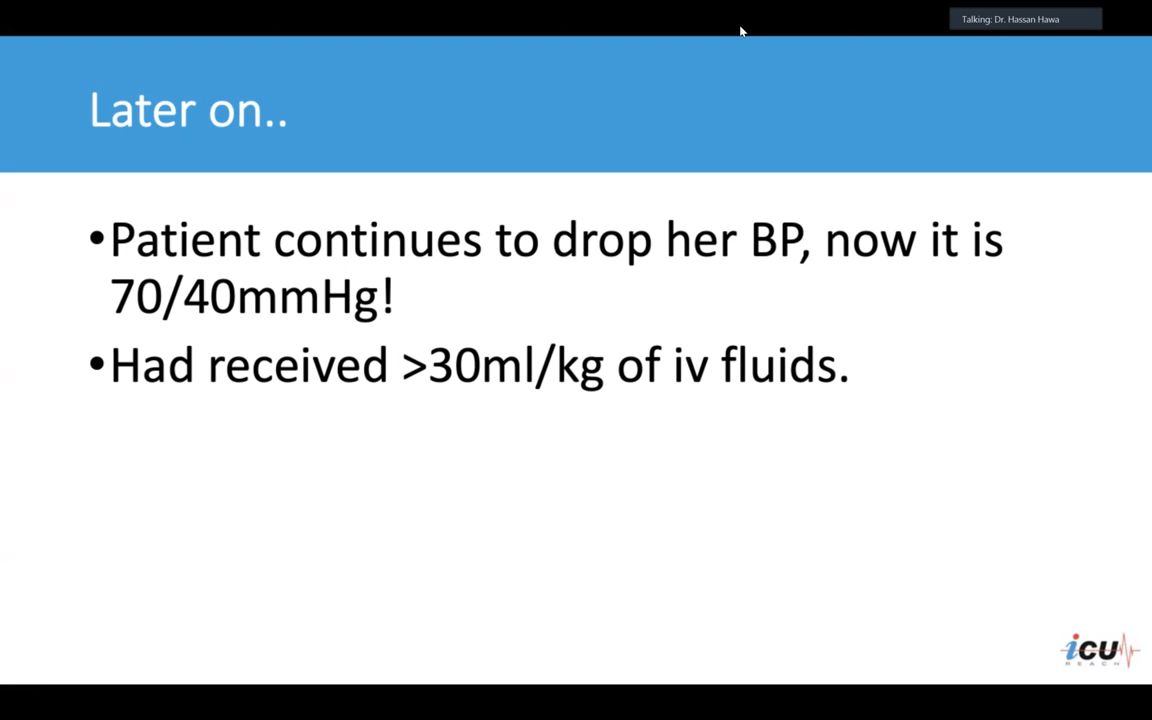 Talking: Dr. Hassan Hawa
Later on..
•Patient continues to drop her BP, now it is
70/40mmHg!
•Had received >30ml/kg of iv fluids.
iCU
REACH